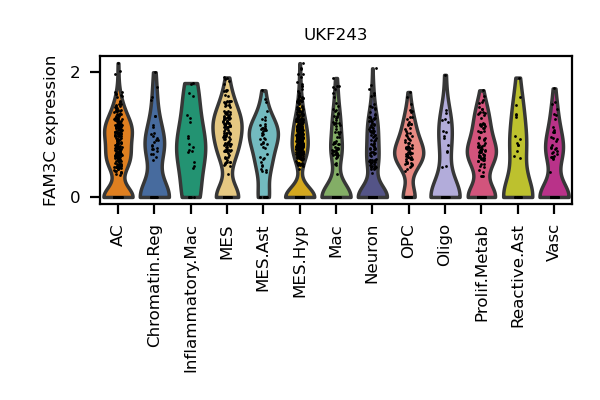 UKF243
FAM3C expression
2
0
AC
Chromatin.Reg
Inflammatory.Mac
MES
MES.Ast
MES.Hyp
Mac
Neuron
OPC
Oligo
Prolif.Metab
Reactive.Ast
Vasc